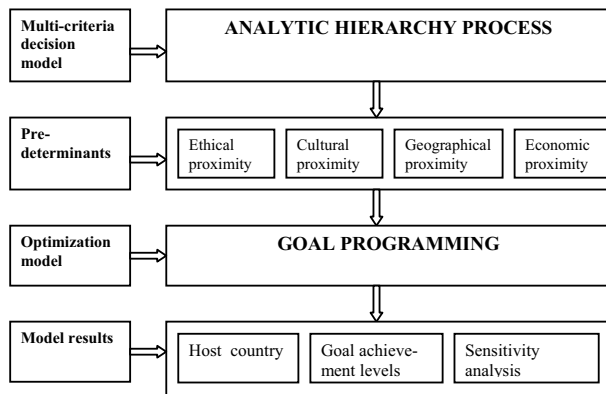 Multi-criteria
decision
model
ANALYTIC HIERARCHY PROCESS
Pre-
determinants
Ethical
proximity
Cultural
proximity
Geographical
proximity
Economic
proximity
Optimization
model
GOAL PROGRAMMING
Model results
Host country
Goal achieve-
ment levels
Sensitivity
analysis